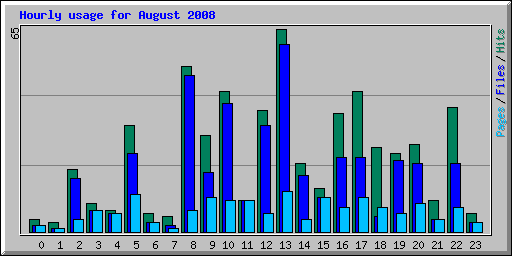 Hourly usage for August 2008
65
Pages / Files / Hits
0 1 2 3 4 5 6 7 8 9 10 11 12 13 14 15 16 17 18 19 20 21 22 23